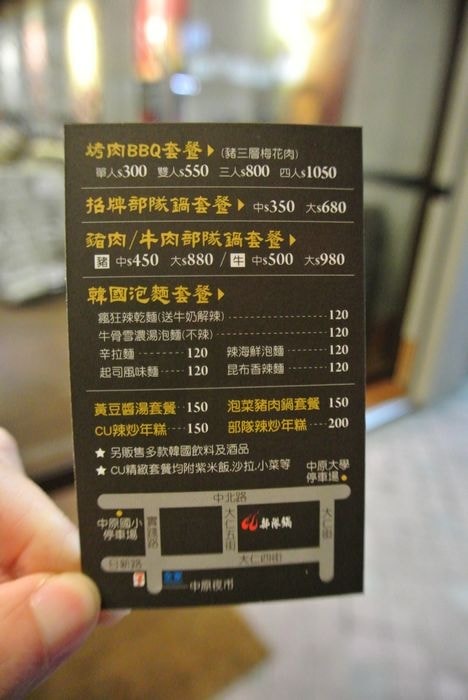 烤肉BBQ套餐 (豬三層梅花肉)
單人$300 雙人$550 三人$800 四人$1050
招牌部隊鍋套餐 中$350 大$680
豬肉/牛肉部隊鍋套餐
豬 中$450 大$880 / 牛 中$500 大$980
韓國泡麵套餐
瘋狂辣乾麵(送牛奶解辣) 120
牛骨雪濃湯泡麵(不辣) 120
辛拉麵 120 辣海鮮泡麵 120
起司風味麵 120 昆布香辣麵 120
黃豆醬湯套餐 150 泡菜豬肉鍋套餐 150
CU辣炒年糕 150 部隊辣炒年糕 200
★ 另販售多款韓國飲料及酒品
★ CU精緻套餐均附紫米飯,沙拉,小菜等
中原大學
停車場
中北路
中原國小
停車場
實踐路
大仁五街
部隊鍋
大仁街
日新路
大仁四街
7
中原夜市